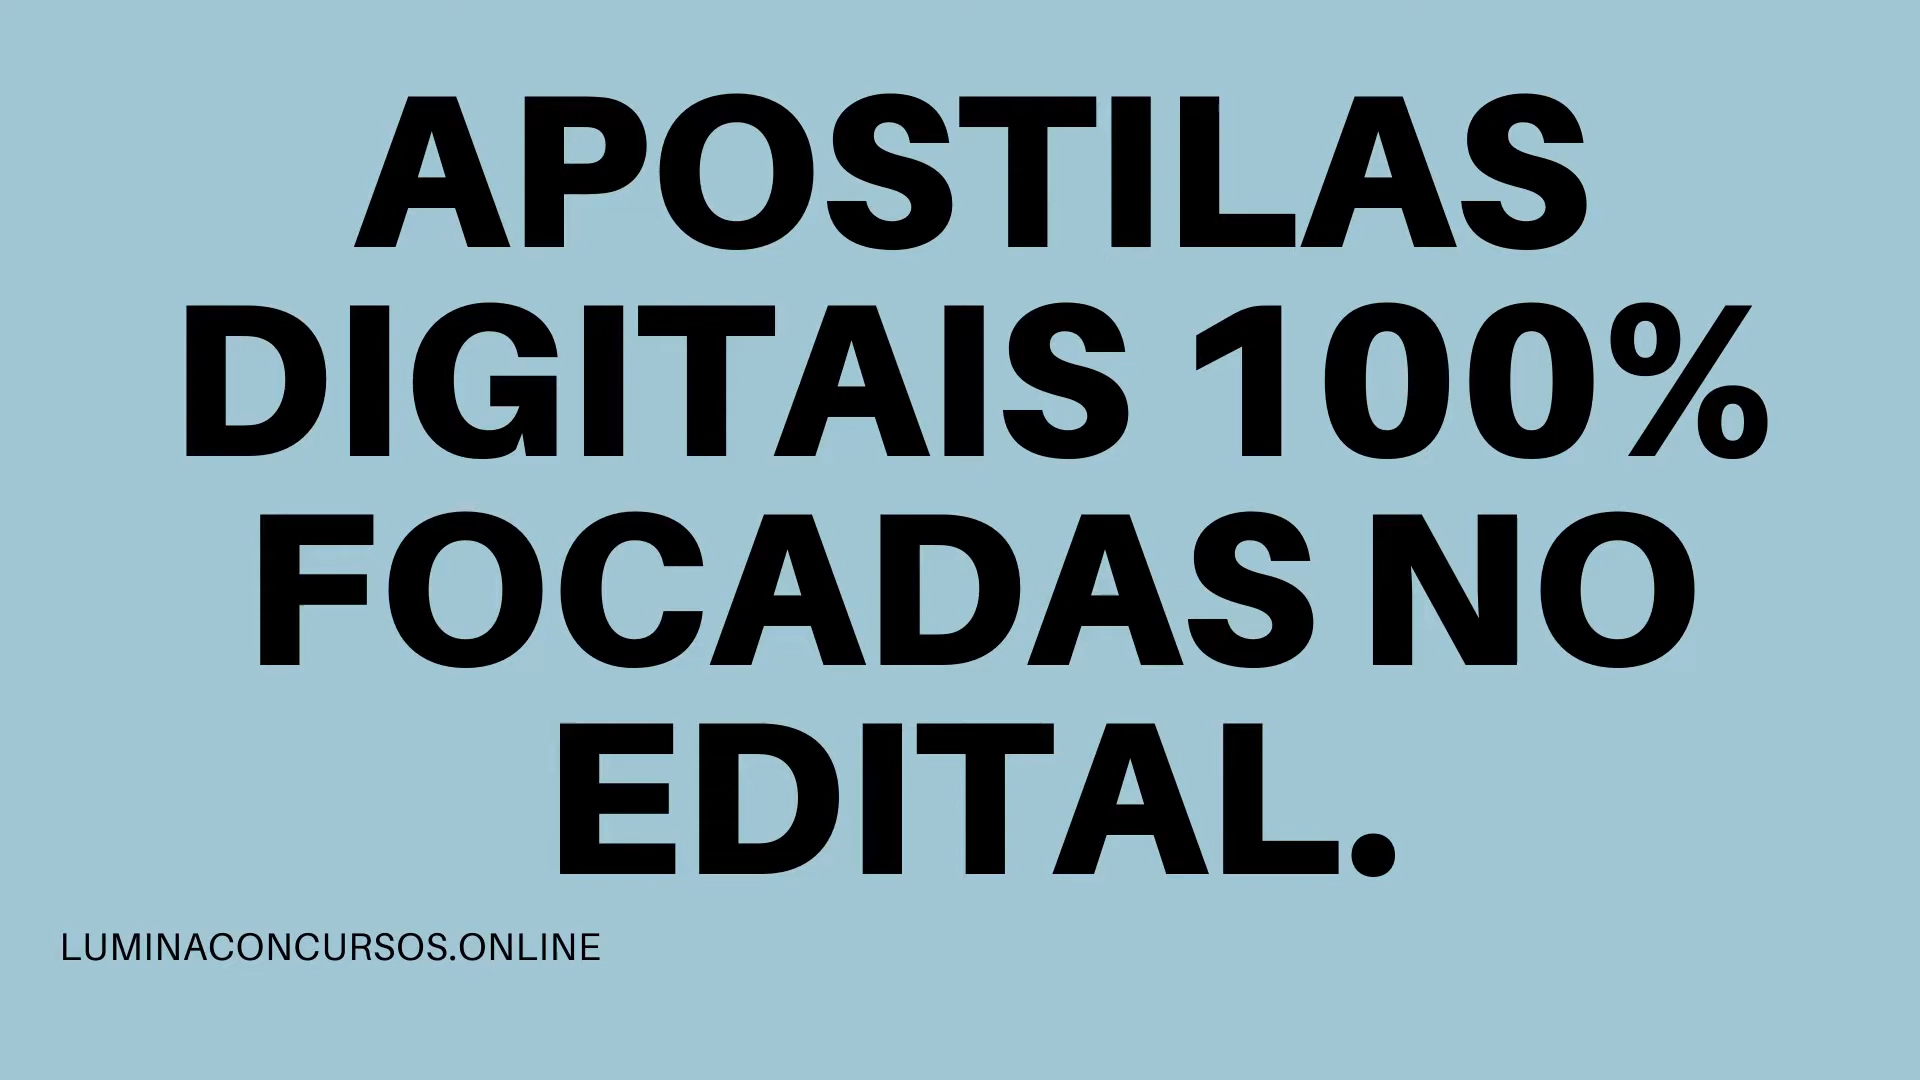 APOSTILAS
DIGITAIS 100%
FOCADAS NO
EDITAL.
LUMINACONCURSOS.ONLINE